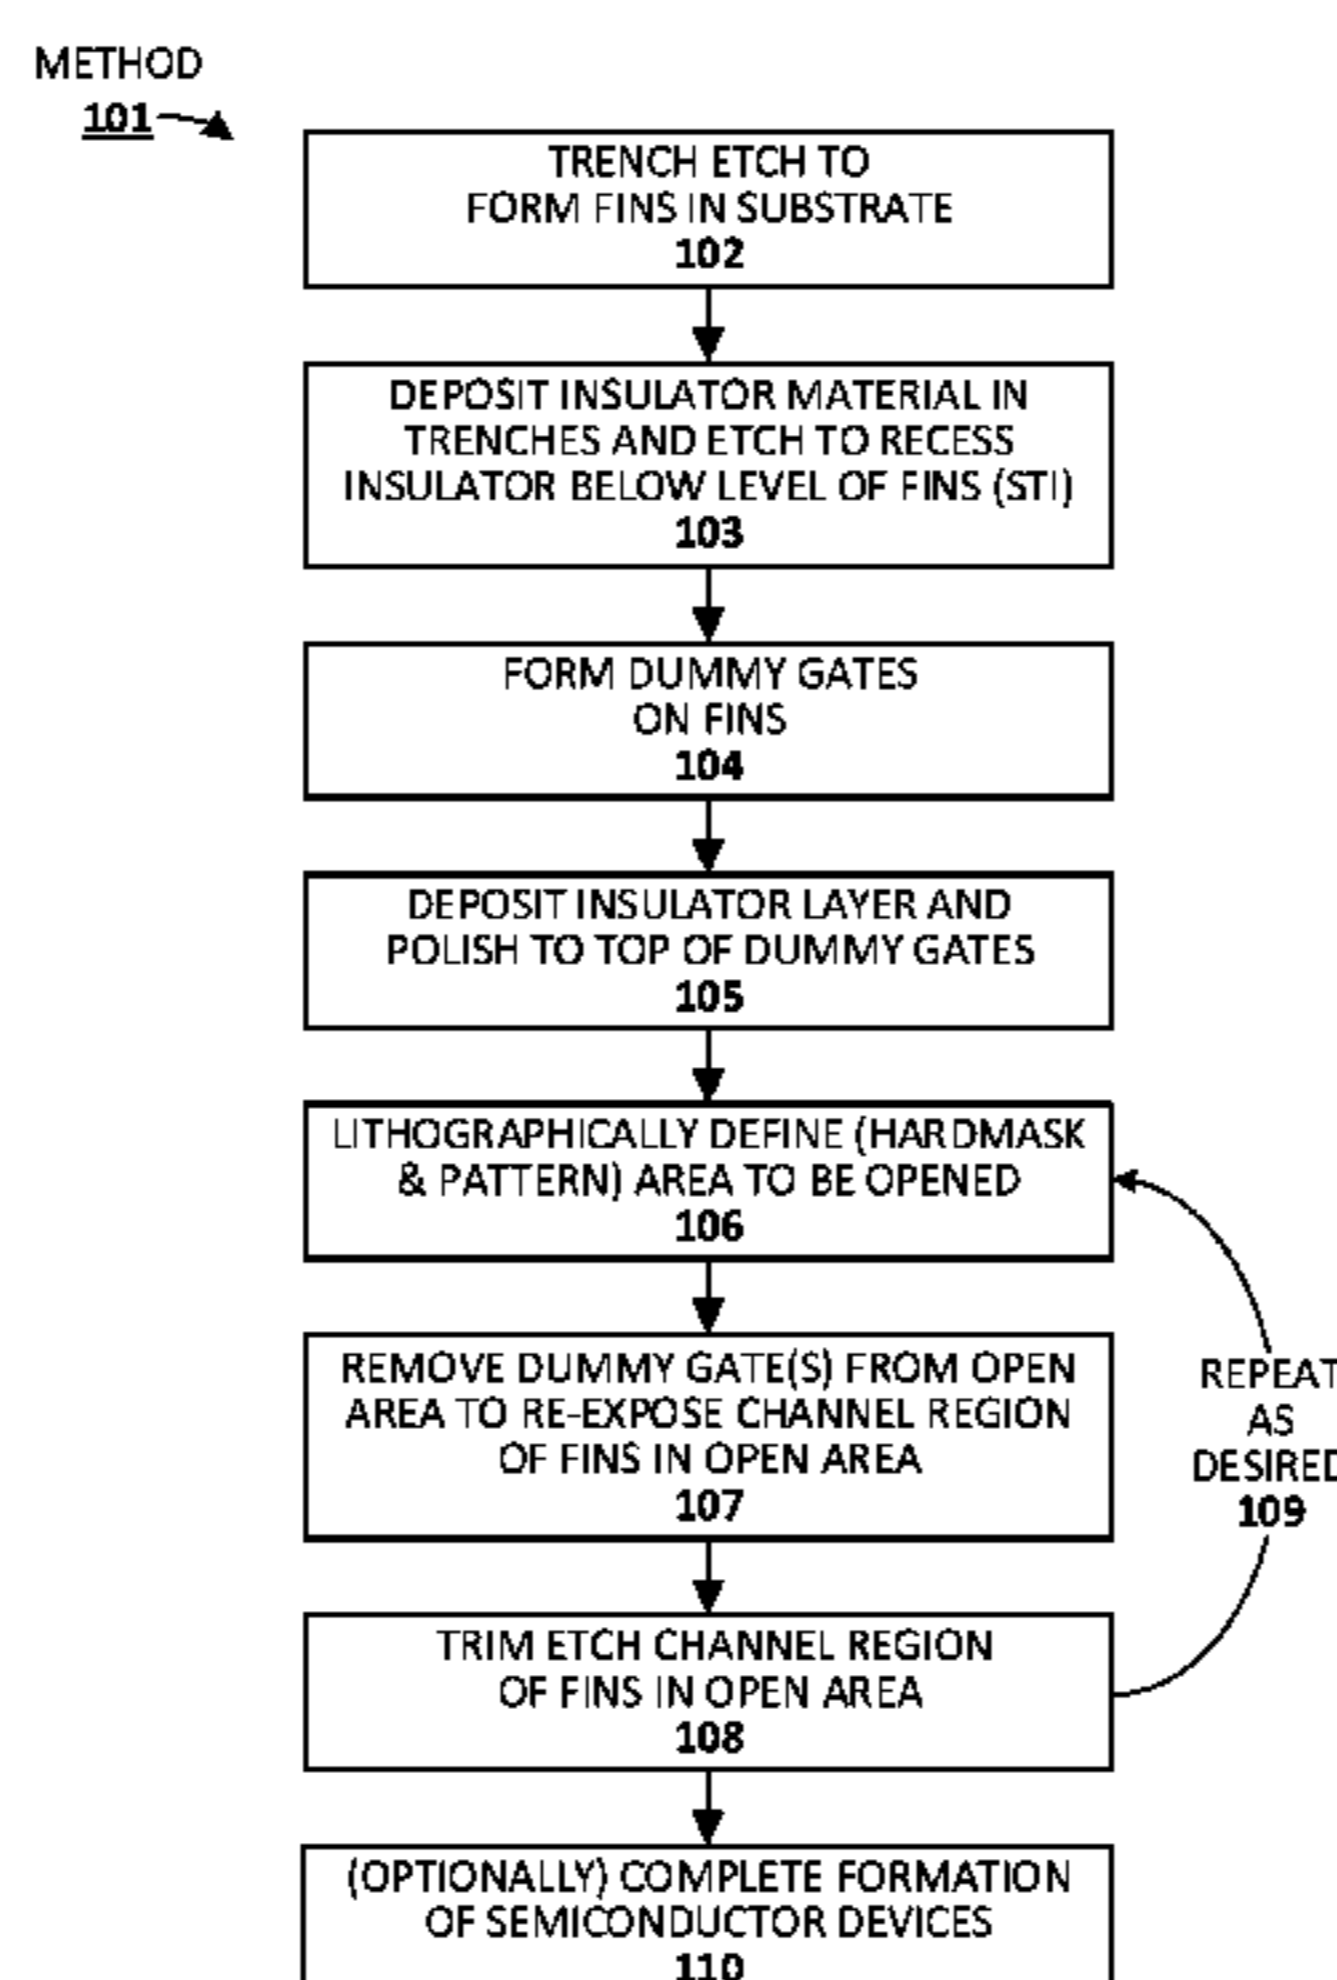 METHOD
101
TRENCH ETCH TO
FORM FINS IN SUBSTRATE
102
DEPOSIT INSULATOR MATERIAL IN
TRENCHES AND ETCH TO RECESS
INSULATOR BELOW LEVEL OF FINS (STI)
103
FORM DUMMY GATES
ON FINS
104
DEPOSIT INSULATOR LAYER AND
POLISH TO TOP OF DUMMY GATES
105
LITHOGRAPHICALLY DEFINE (HARDMASK
& PATTERN) AREA TO BE OPENED
106
REMOVE DUMMY GATE(S) FROM OPEN
AREA TO RE-EXPOSE CHANNEL REGION
OF FINS IN OPEN AREA
107
REPEAT
AS
DESIRED
109
TRIM ETCH CHANNEL REGION
OF FINS IN OPEN AREA
108
(OPTIONALLY) COMPLETE FORMATION
OF SEMICONDUCTOR DEVICES
110